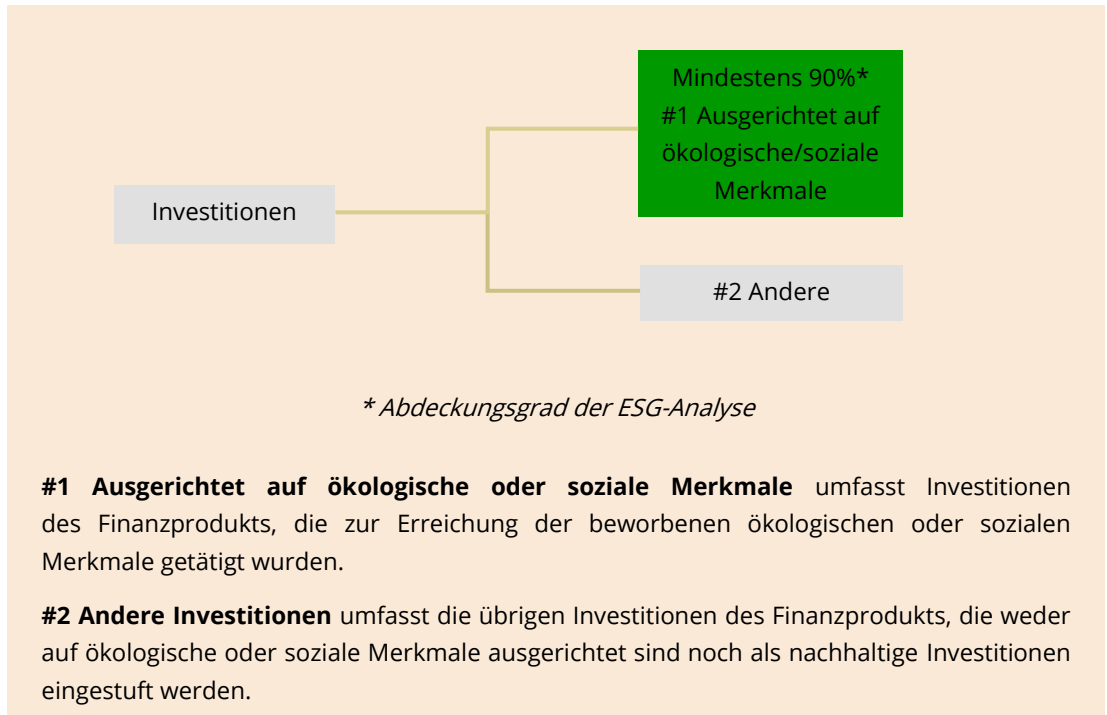 Mindestens 90%*
#1 Ausgerichtet auf
ökologische/soziale
Merkmale
Investitionen
#2 Andere
* Abdeckungsgrad der ESG-Analyse
#1 Ausgerichtet auf ökologische oder soziale Merkmale umfasst Investitionen
des Finanzprodukts, die zur Erreichung der beworbenen ökologischen oder sozialen
Merkmale getätigt wurden.
#2 Andere Investitionen umfasst die übrigen Investitionen des Finanzprodukts, die weder
auf ökologische oder soziale Merkmale ausgerichtet sind noch als nachhaltige Investitionen
eingestuft werden.